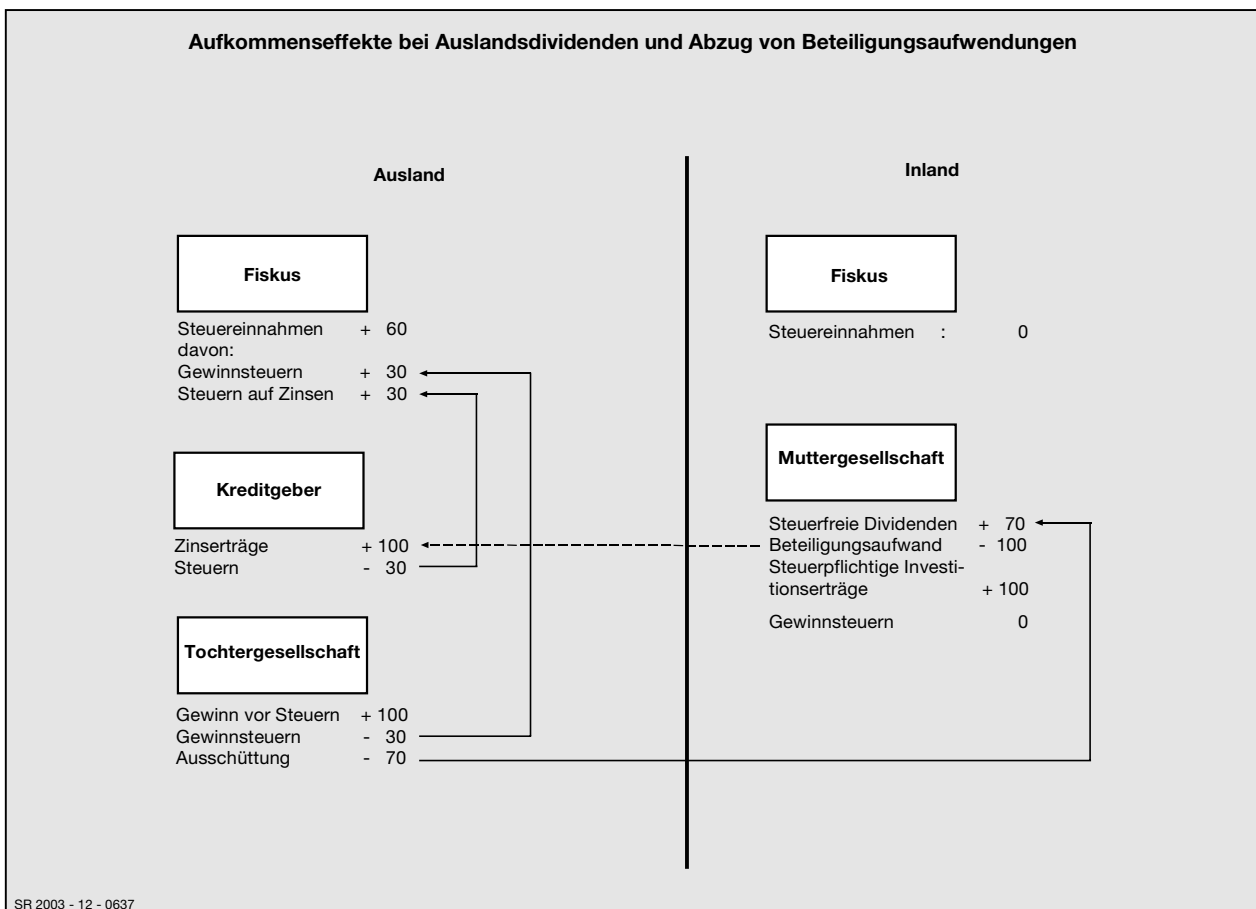 Aufkommenseffekte bei Auslandsdividenden und Abzug von Beteiligungsaufwendungen
Ausland
Fiskus
Steuereinnahmen + 60
davon:
Gewinnsteuern + 30
Steuern auf Zinsen + 30
Kreditgeber
Zinserträge + 100
Steuern - 30
Tochtergesellschaft
Gewinn vor Steuern + 100
Gewinnsteuern - 30
Ausschüttung - 70
Inland
Fiskus
Steuereinnahmen : 0
Muttergesellschaft
Steuerfreie Dividenden + 70
Beteiligungsaufwand - 100
Steuerpflichtige Investi-
tionserträge + 100
Gewinnsteuern 0
SR 2003 - 12 - 0637